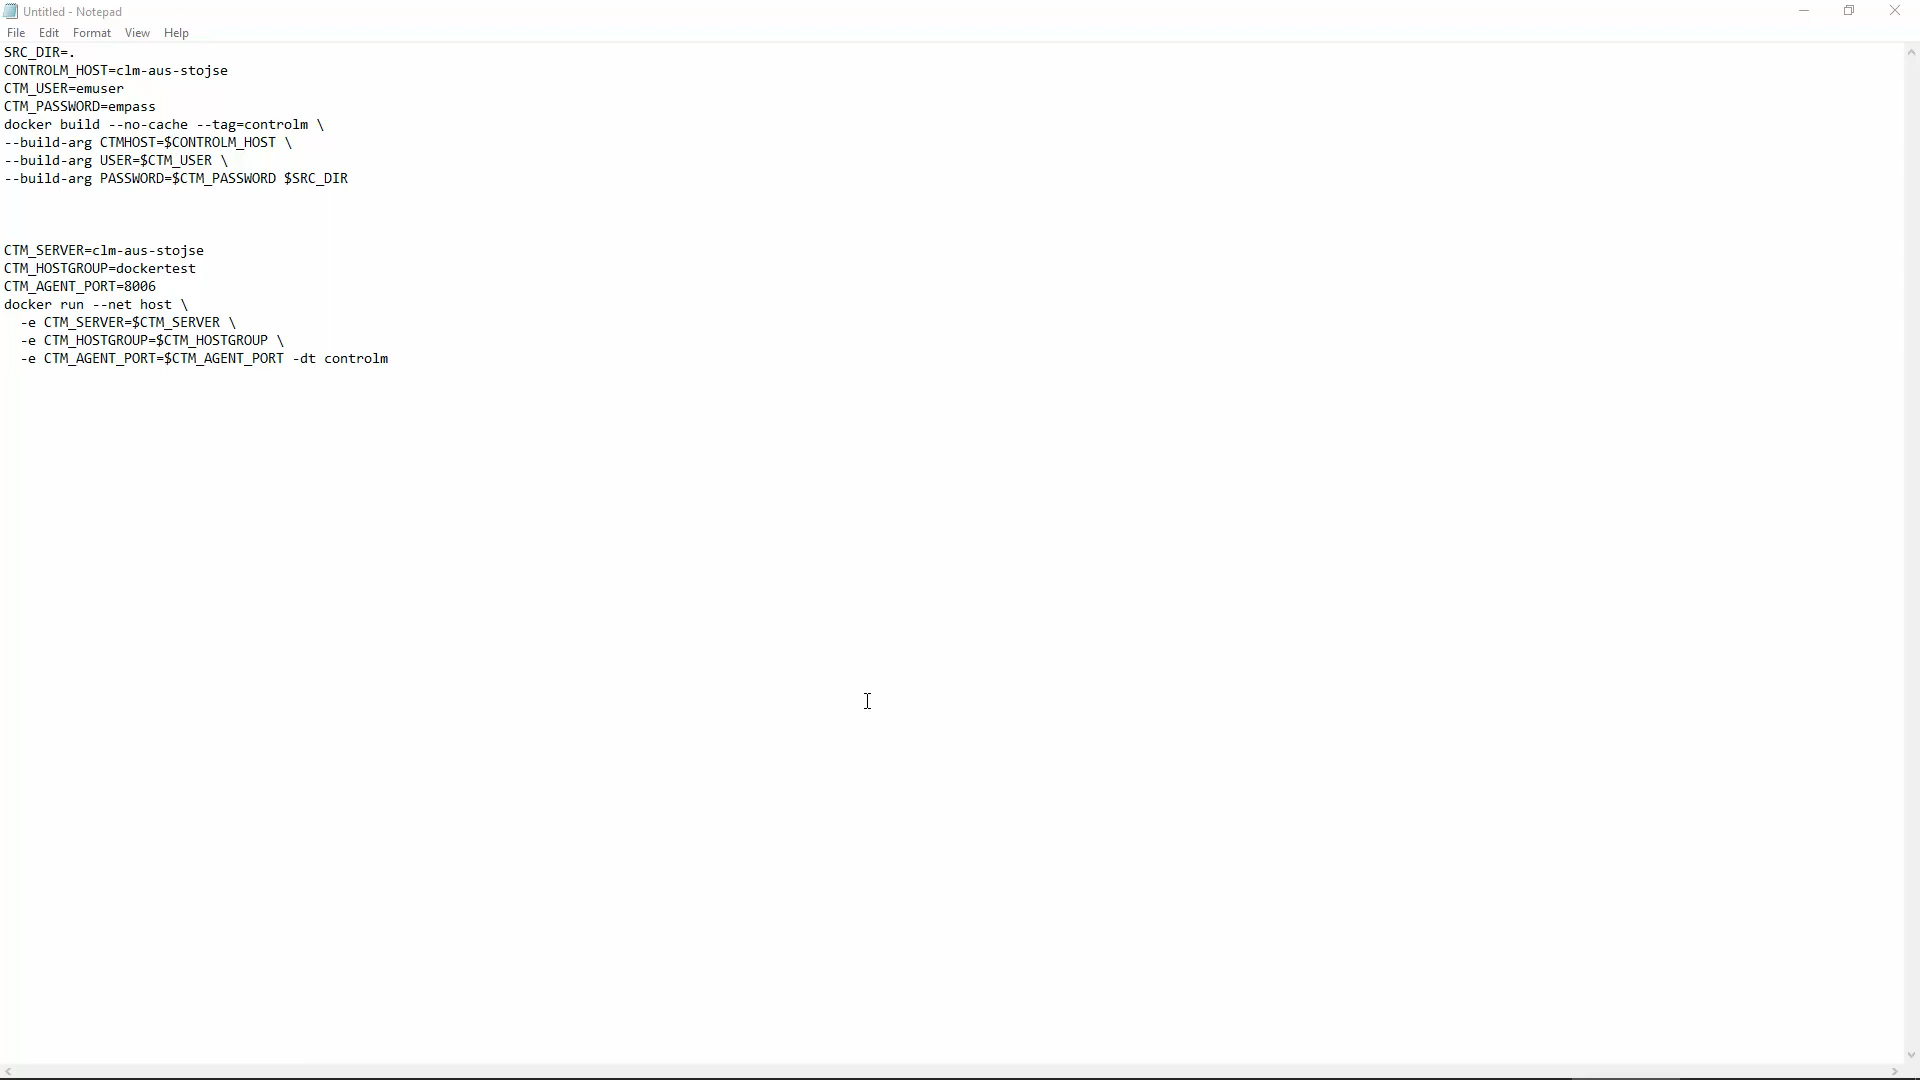 Untitled - Notepad
File Edit Format View Help
SRC_DIR=.
CONTROLM_HOST=clm-aus-stojse
CTM_USER=emuser
CTM_PASSWORD=empass
docker build --no-cache --tag=controlm \
--build-arg CTMHOST=$CONTROLM_HOST \
--build-arg USER=$CTM_USER \
--build-arg PASSWORD=$CTM_PASSWORD $SRC_DIR
CTM_SERVER=clm-aus-stojse
CTM_HOSTGROUP=dockertest
CTM_AGENT_PORT=8006
docker run --net host \
  -e CTM_SERVER=$CTM_SERVER \
  -e CTM_HOSTGROUP=$CTM_HOSTGROUP \
  -e CTM_AGENT_PORT=$CTM_AGENT_PORT -dt controlm